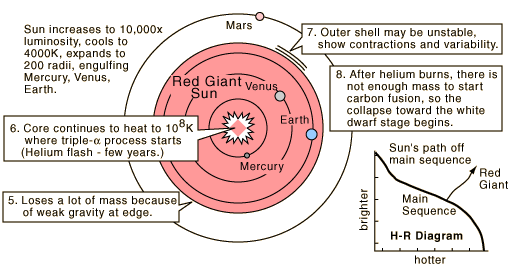 Sun increases to 10,000x
luminosity, cools to
4000K, expands to
200 radii, engulfing
Mercury, Venus,
Earth.
Mars
7. Outer shell may be unstable,
show contractions and variability.
Red Giant
Sun
Venus
Earth
Mercury
8. After helium burns, there is
not enough mass to start
carbon fusion, so the
collapse toward the white
dwarf stage begins.
6. Core continues to heat to 10⁸K
where triple-α process starts
(Helium flash - few years.)
5. Loses a lot of mass because
of weak gravity at edge.
Sun's path off
main sequence
Red
Giant
Main
Sequence
brighter
H-R Diagram
hotter